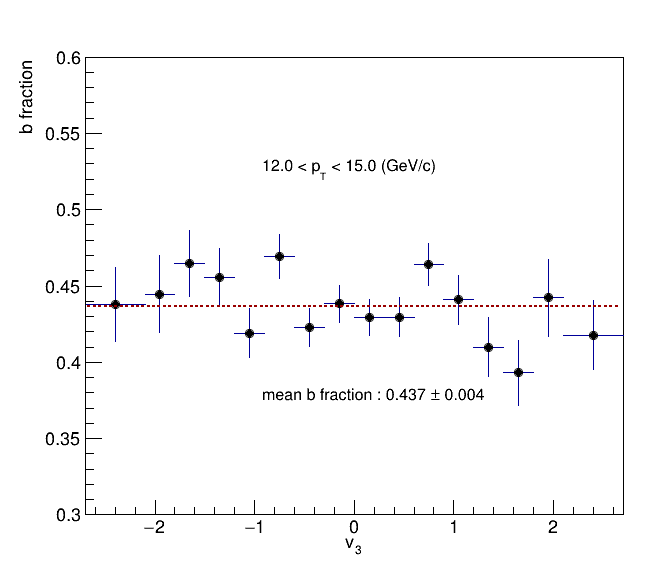 b fraction
0.6
0.55
12.0 < p_T < 15.0 (GeV/c)
0.5
0.45
0.4
mean b fraction : 0.437 ± 0.004
0.35
0.3
−2 −1 0 1 2
v_3